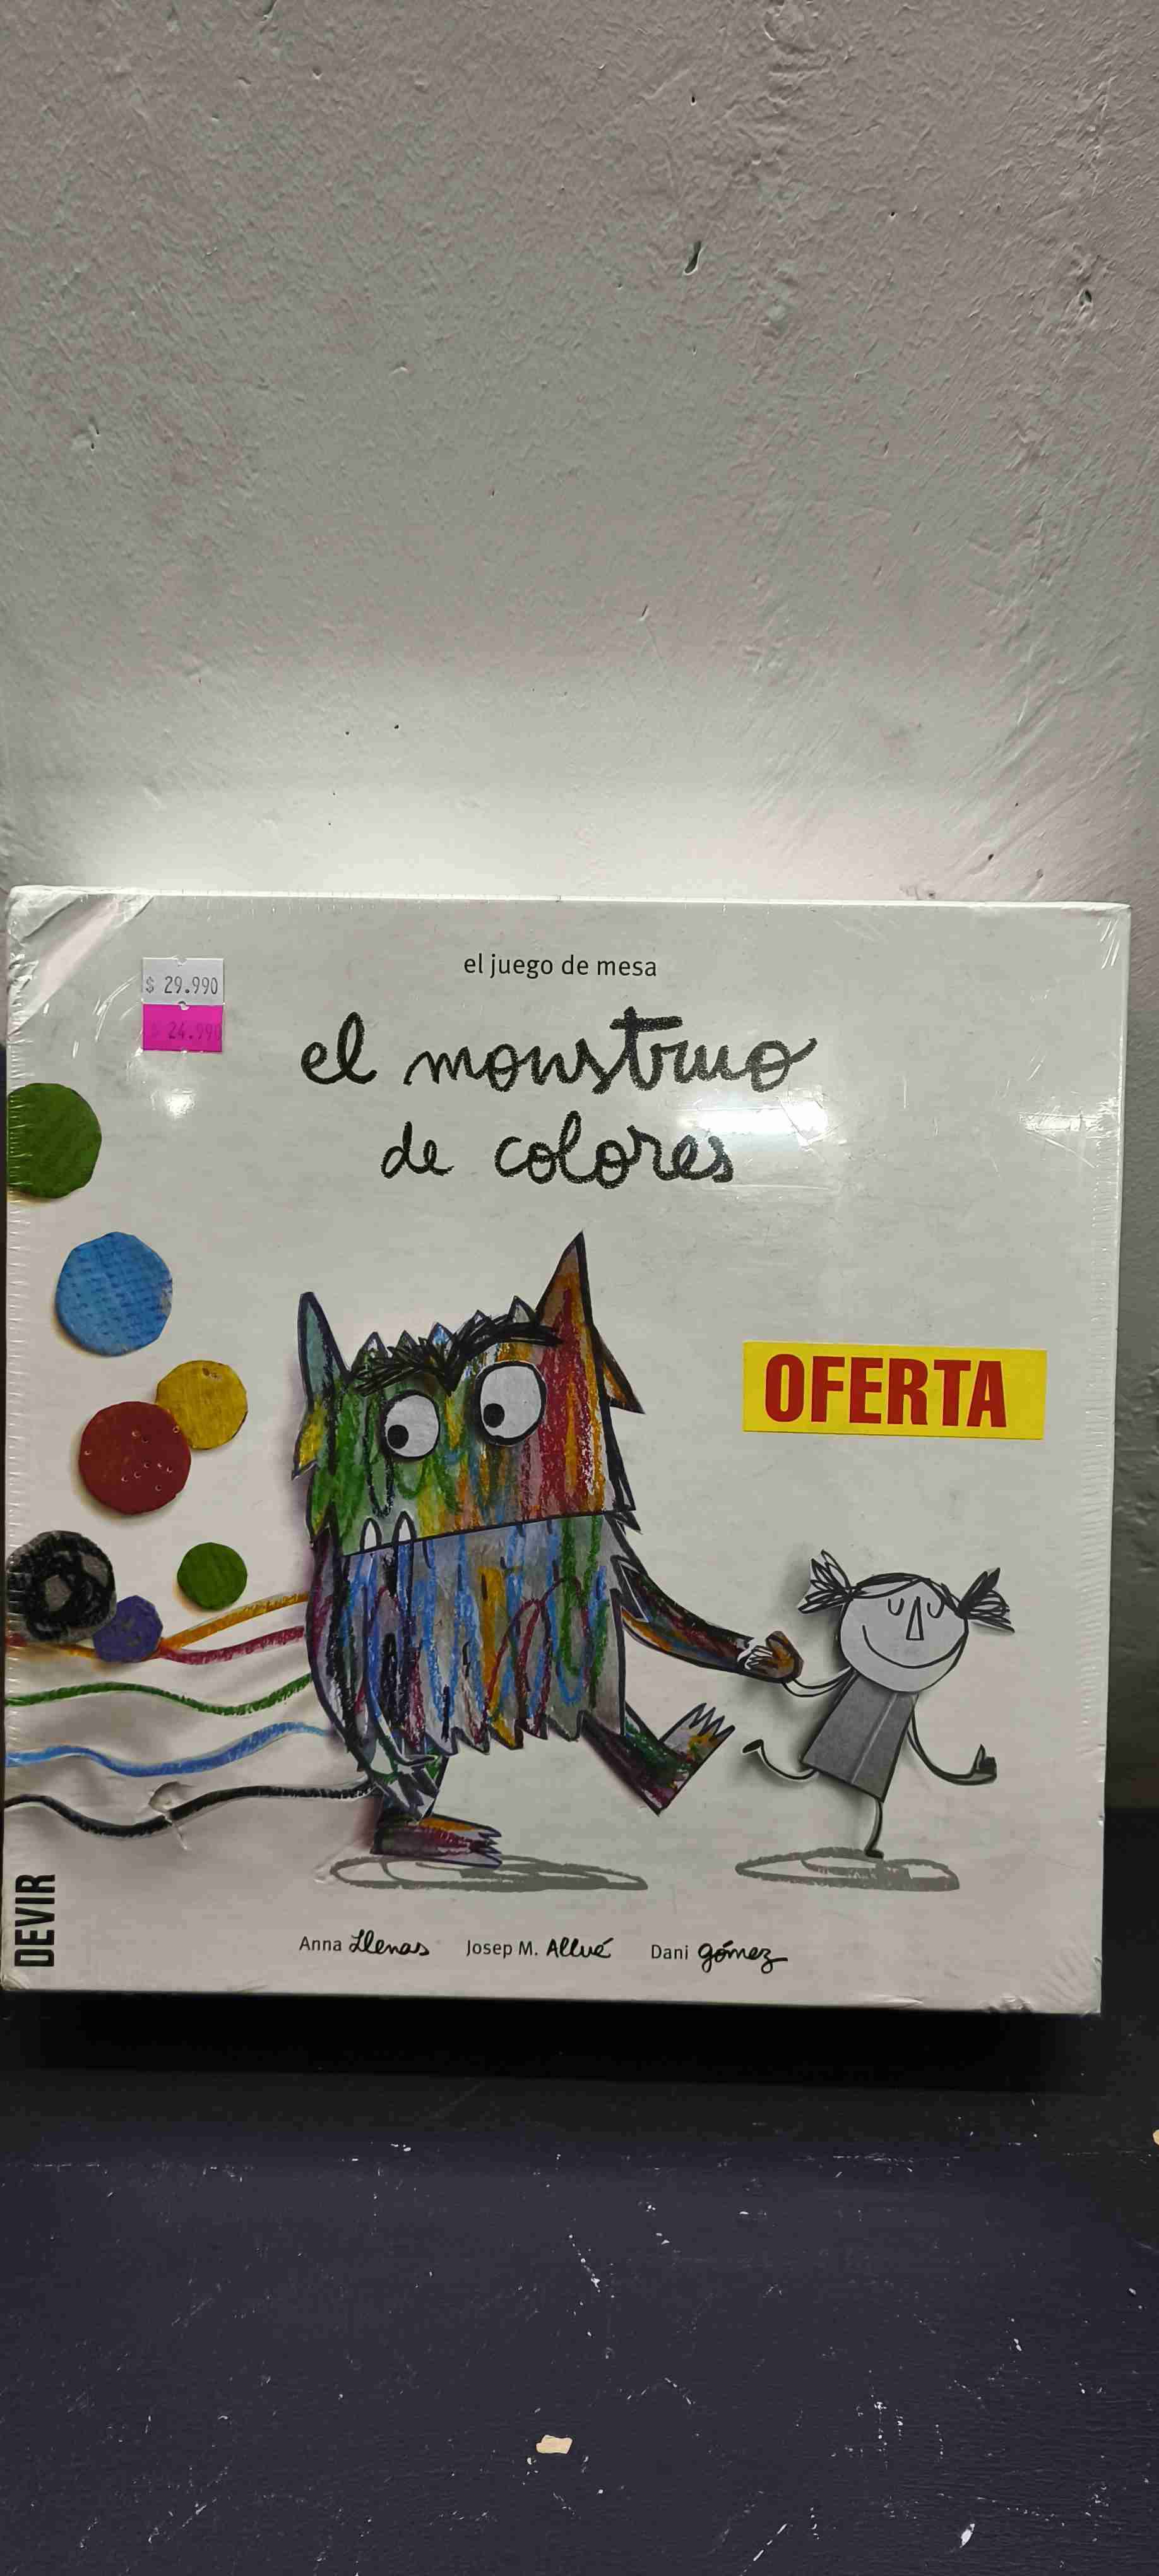 el juego de mesa
$ 29.990
$ 24.990
el monstruo
de colores
OFERTA
DEVIR
Anna Llenas Josep M. Allué Dani gómez